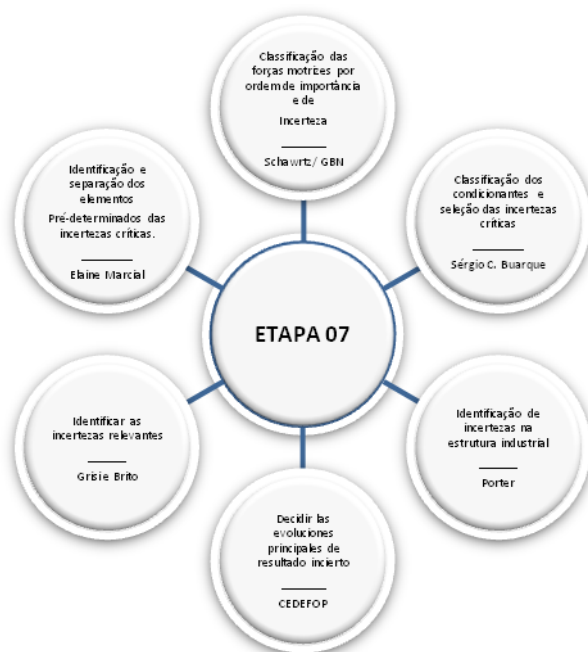 Classificação das
forças motrizes por
ordem de importância
e de
Incerteza
Schawrtz/ GBN
Classificação dos
condicionantes e
seleção das incertezas
críticas
Sérgio C. Buarque
Identificação de
incertezas na
estrutura industrial
Porter
Decidir las
evoluciones
principales de
resultado incierto
CEDEFOP
Identificar as
incertezas relevantes
Grisi e Brito
Identificação e
separação dos
elementos
Pré-determinados das
incertezas críticas.
Elaine Marcial
ETAPA 07